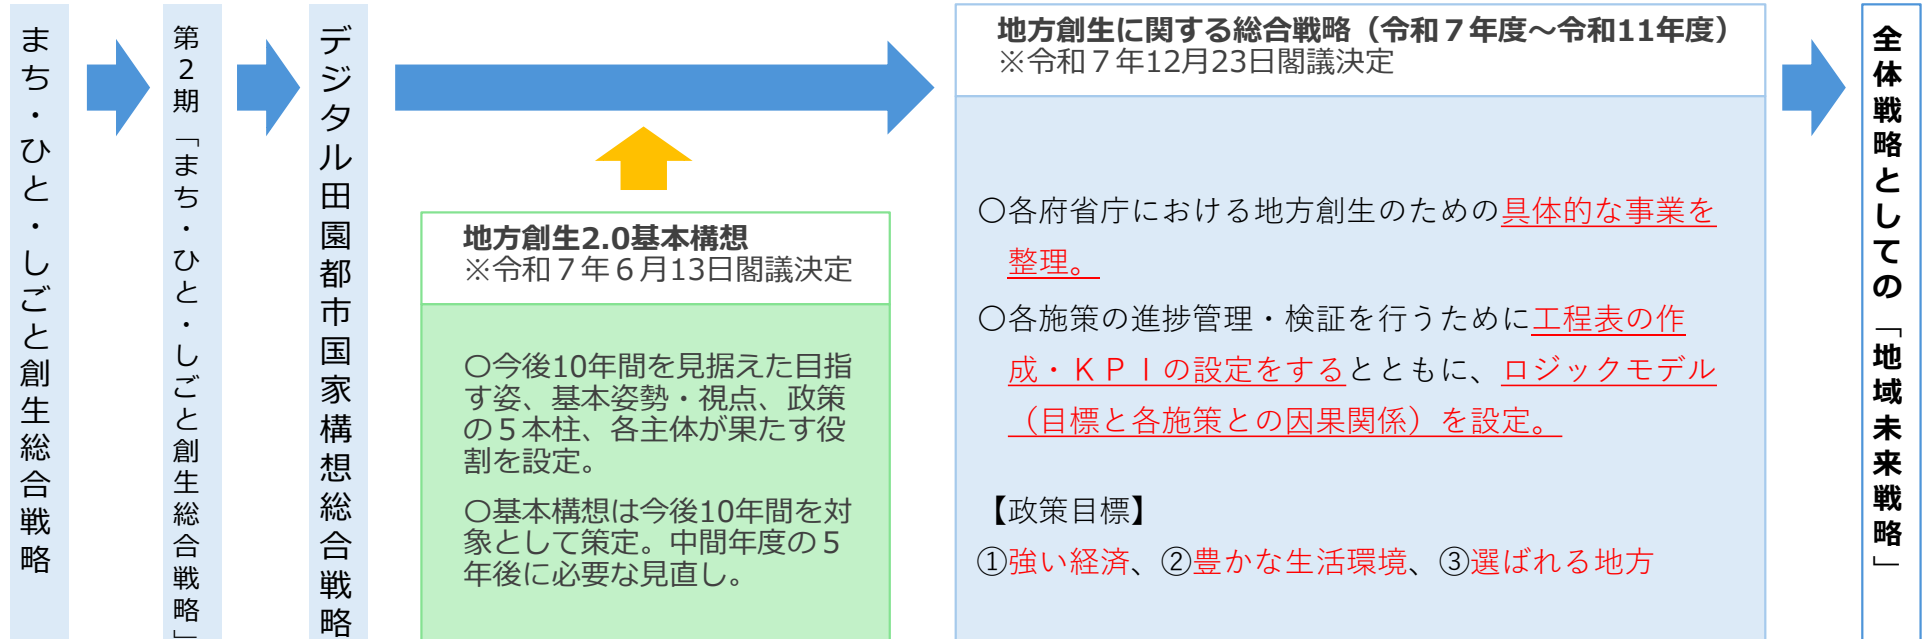 まち・ひと・しごと創生総合戦略
第2期「まち・ひと・しごと創生総合戦略」
デジタル田園都市国家構想総合戦略
地方創生2.0基本構想
※令和７年６月13日閣議決定
〇今後10年間を見据えた目指
す姿、基本姿勢・視点、政策
の５本柱、各主体が果たす役
割を設定。
〇基本構想は今後10年間を対
象として策定。中間年度の５
年後に必要な見直し。
地方創生に関する総合戦略（令和７年度～令和11年度）
※令和７年12月23日閣議決定
〇各府省庁における地方創生のための具体的な事業を
整理。
〇各施策の進捗管理・検証を行うために工程表の作
成・ＫＰＩの設定をするとともに、ロジックモデル
（目標と各施策との因果関係）を設定。
【政策目標】
①強い経済、②豊かな生活環境、③選ばれる地方
全体戦略としての「地域未来戦略」